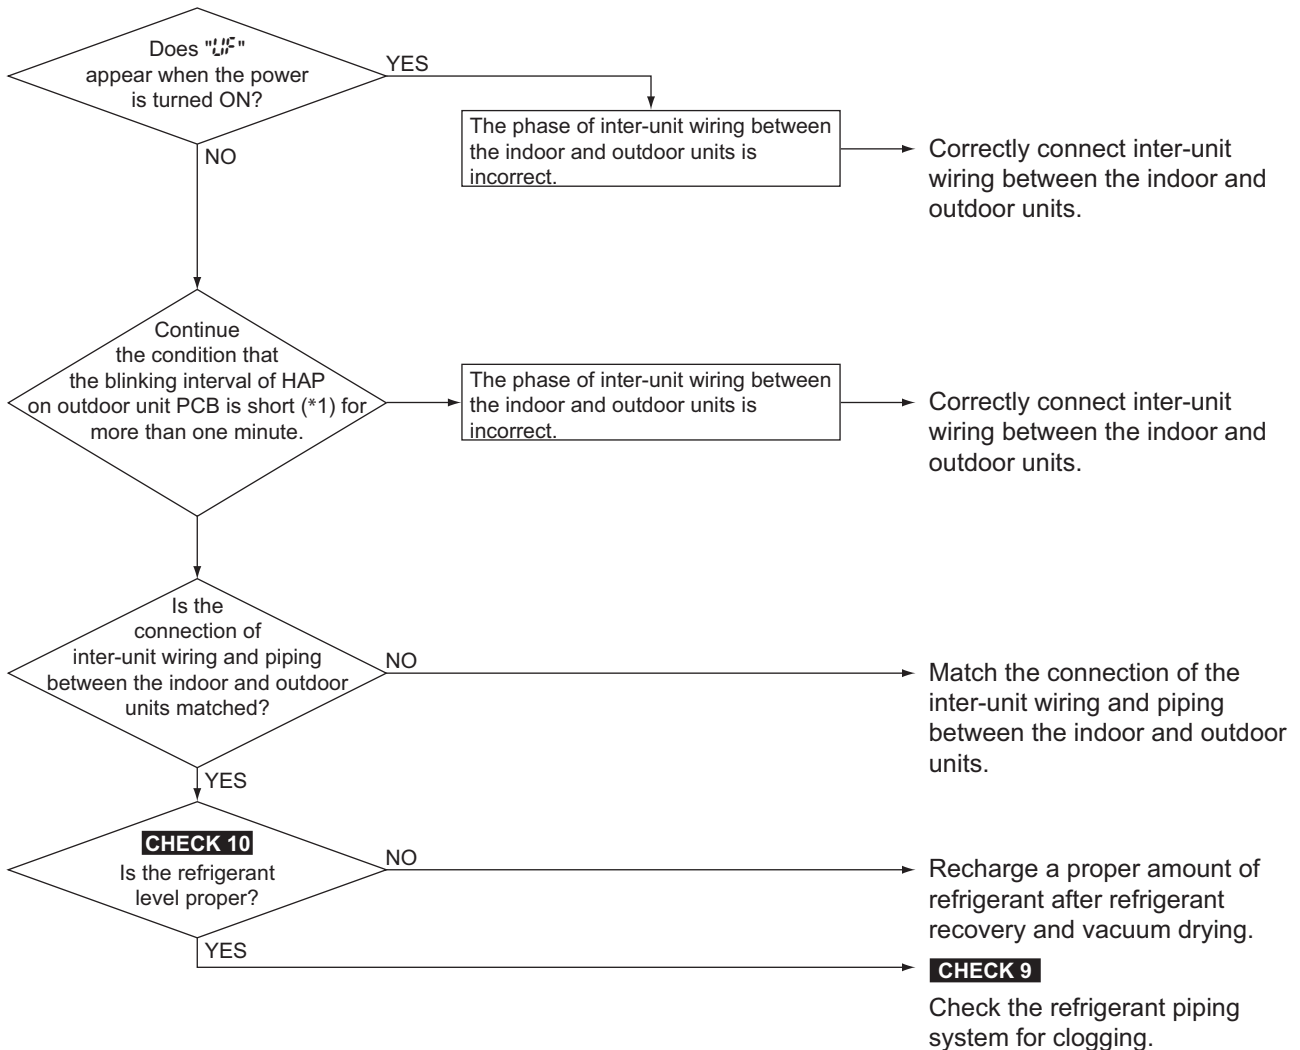 Does "UF"
appear when the power
is turned ON?
YES
The phase of inter-unit wiring between
the indoor and outdoor units is
incorrect.
Correctly connect inter-unit
wiring between the indoor and
outdoor units.
NO
Continue
the condition that
the blinking interval of HAP
on outdoor unit PCB is short (*1) for
more than one minute.
The phase of inter-unit wiring between
the indoor and outdoor units is
incorrect.
Correctly connect inter-unit
wiring between the indoor and
outdoor units.
Is the
connection of
inter-unit wiring and piping
between the indoor and outdoor
units matched?
NO
Match the connection of the
inter-unit wiring and piping
between the indoor and outdoor
units.
YES
CHECK 10
Is the refrigerant
level proper?
NO
Recharge a proper amount of
refrigerant after refrigerant
recovery and vacuum drying.
YES
CHECK 9
Check the refrigerant piping
system for clogging.